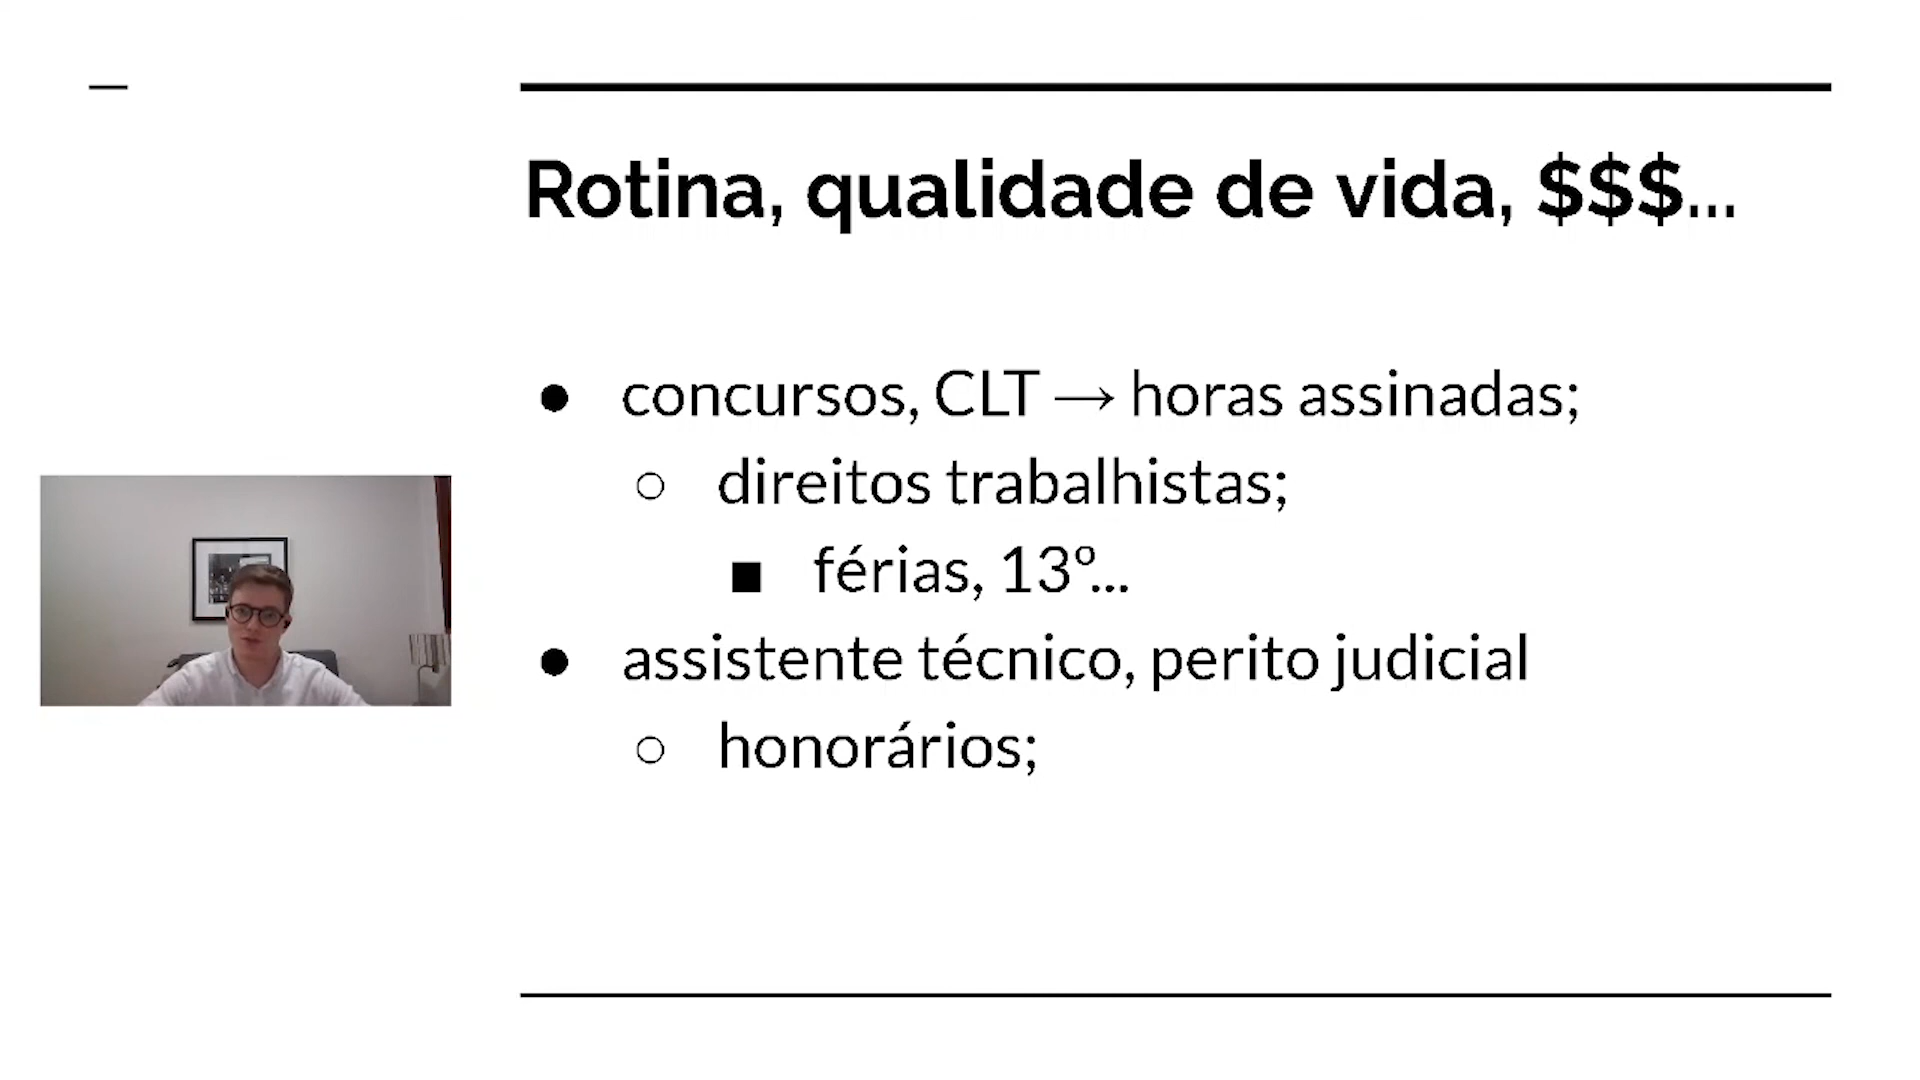 Rotina, qualidade de vida, $$$...
● concursos, CLT → horas assinadas;
○ direitos trabalhistas;
■ férias, 13º...
● assistente técnico, perito judicial
○ honorários;